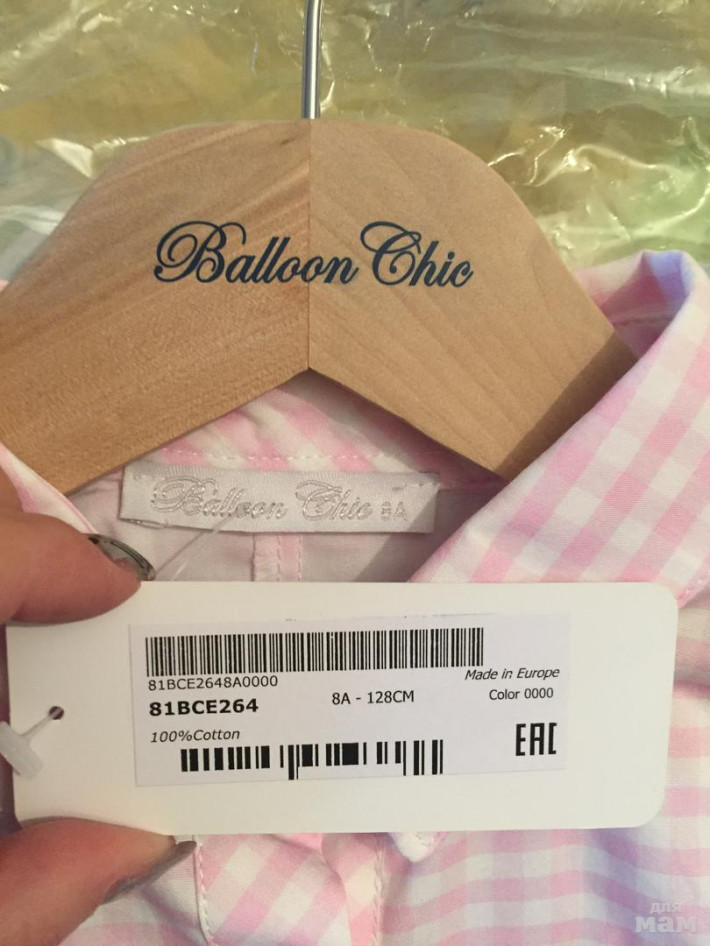 Balloon Chic
Balloon Chic 8A
81BCE2648A0000
Made in Europe
81BCE264
8A - 128CM
Color 0000
100%Cotton
EAC
для
мам